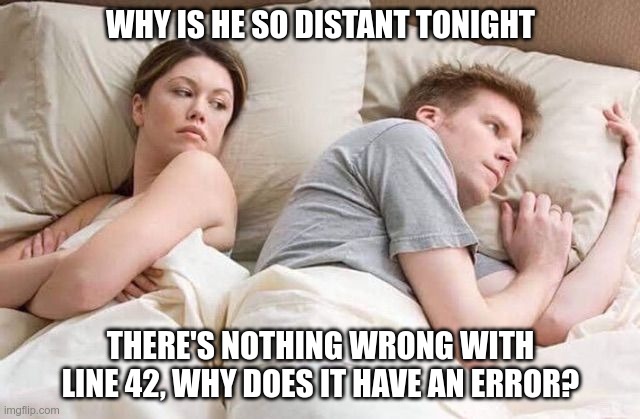 WHY IS HE SO DISTANT TONIGHT
THERE'S NOTHING WRONG WITH
LINE 42, WHY DOES IT HAVE AN ERROR?
imgflip.com